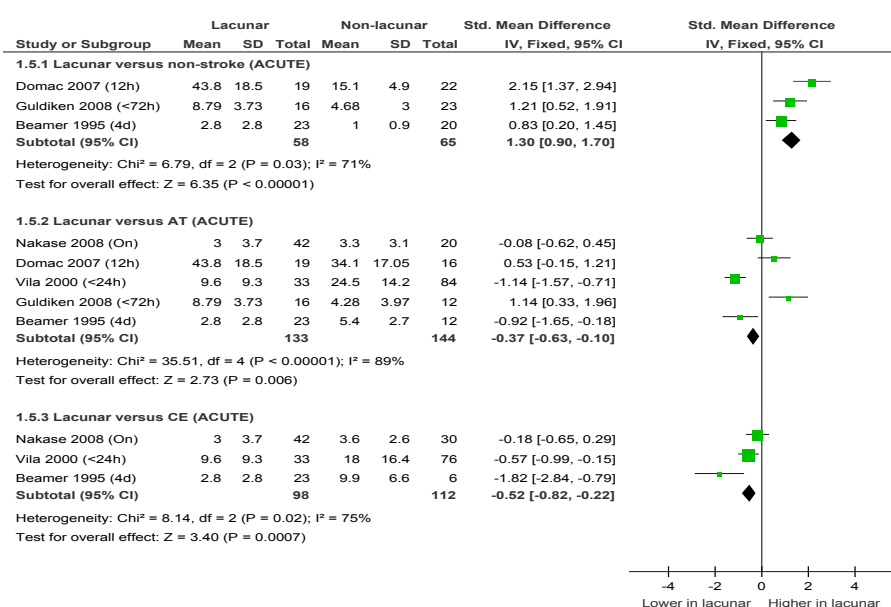 Lacunar Non-lacunar Std. Mean Difference Std. Mean Difference
Study or Subgroup Mean SD Total Mean SD Total IV, Fixed, 95% CI IV, Fixed, 95% CI
1.5.1 Lacunar versus non-stroke (ACUTE)
Domac 2007 (12h) 43.8 18.5 19 15.1 4.9 22 2.15 [1.37, 2.94]
Guldiken 2008 (<72h) 8.79 3.73 16 4.68 3 23 1.21 [0.52, 1.91]
Beamer 1995 (4d) 2.8 2.8 23 1 0.9 20 0.83 [0.20, 1.45]
Subtotal (95% CI) 58 65 1.30 [0.90, 1.70]
Heterogeneity: Chi² = 6.79, df = 2 (P = 0.03); I² = 71%
Test for overall effect: Z = 6.35 (P < 0.00001)
1.5.2 Lacunar versus AT (ACUTE)
Nakase 2008 (On) 3 3.7 42 3.3 3.1 20 -0.08 [-0.62, 0.45]
Domac 2007 (12h) 43.8 18.5 19 34.1 17.05 16 0.53 [-0.15, 1.21]
Vila 2000 (<24h) 9.6 9.3 33 24.5 14.2 84 -1.14 [-1.57, -0.71]
Guldiken 2008 (<72h) 8.79 3.73 16 4.28 3.97 12 1.14 [0.33, 1.96]
Beamer 1995 (4d) 2.8 2.8 23 5.4 2.7 12 -0.92 [-1.65, -0.18]
Subtotal (95% CI) 133 144 -0.37 [-0.63, -0.10]
Heterogeneity: Chi² = 35.51, df = 4 (P < 0.00001); I² = 89%
Test for overall effect: Z = 2.73 (P = 0.006)
1.5.3 Lacunar versus CE (ACUTE)
Nakase 2008 (On) 3 3.7 42 3.6 2.6 30 -0.18 [-0.65, 0.29]
Vila 2000 (<24h) 9.6 9.3 33 18 16.4 76 -0.57 [-0.99, -0.15]
Beamer 1995 (4d) 2.8 2.8 23 9.9 6.6 6 -1.82 [-2.84, -0.79]
Subtotal (95% CI) 98 112 -0.52 [-0.82, -0.22]
Heterogeneity: Chi² = 8.14, df = 2 (P = 0.02); I² = 75%
Test for overall effect: Z = 3.40 (P = 0.0007)
-4 -2 0 2 4
Lower in lacunar Higher in lacunar